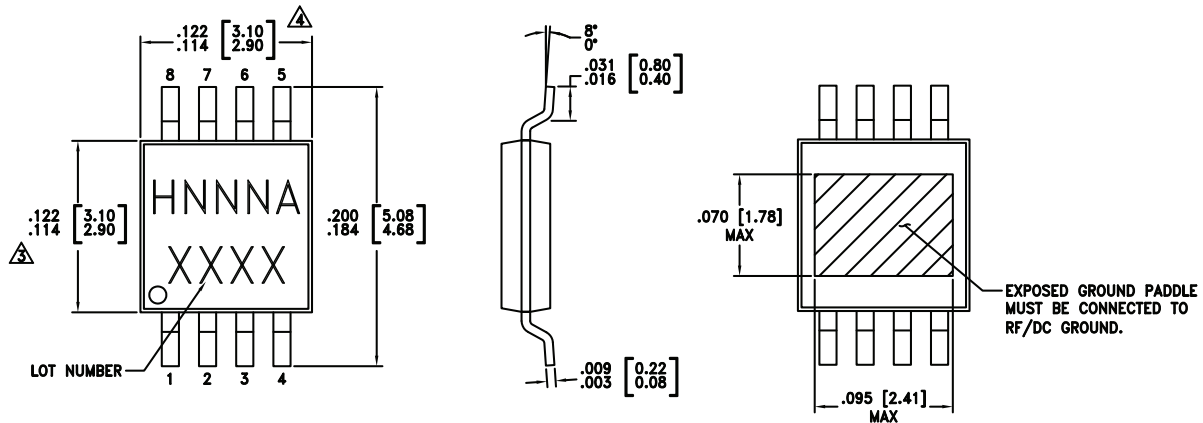 .122 [3.10]
.114 [2.90]
4
8 7 6 5
HNNNA
XXXX
.122 [3.10]
.114 [2.90]
3
.200 [5.08]
.184 [4.68]
LOT NUMBER
1 2 3 4
8°
0°
.031 [0.80]
.016 [0.40]
.009 [0.22]
.003 [0.08]
.070 [1.78]
MAX
EXPOSED GROUND PADDLE
MUST BE CONNECTED TO
RF/DC GROUND.
.095 [2.41]
MAX